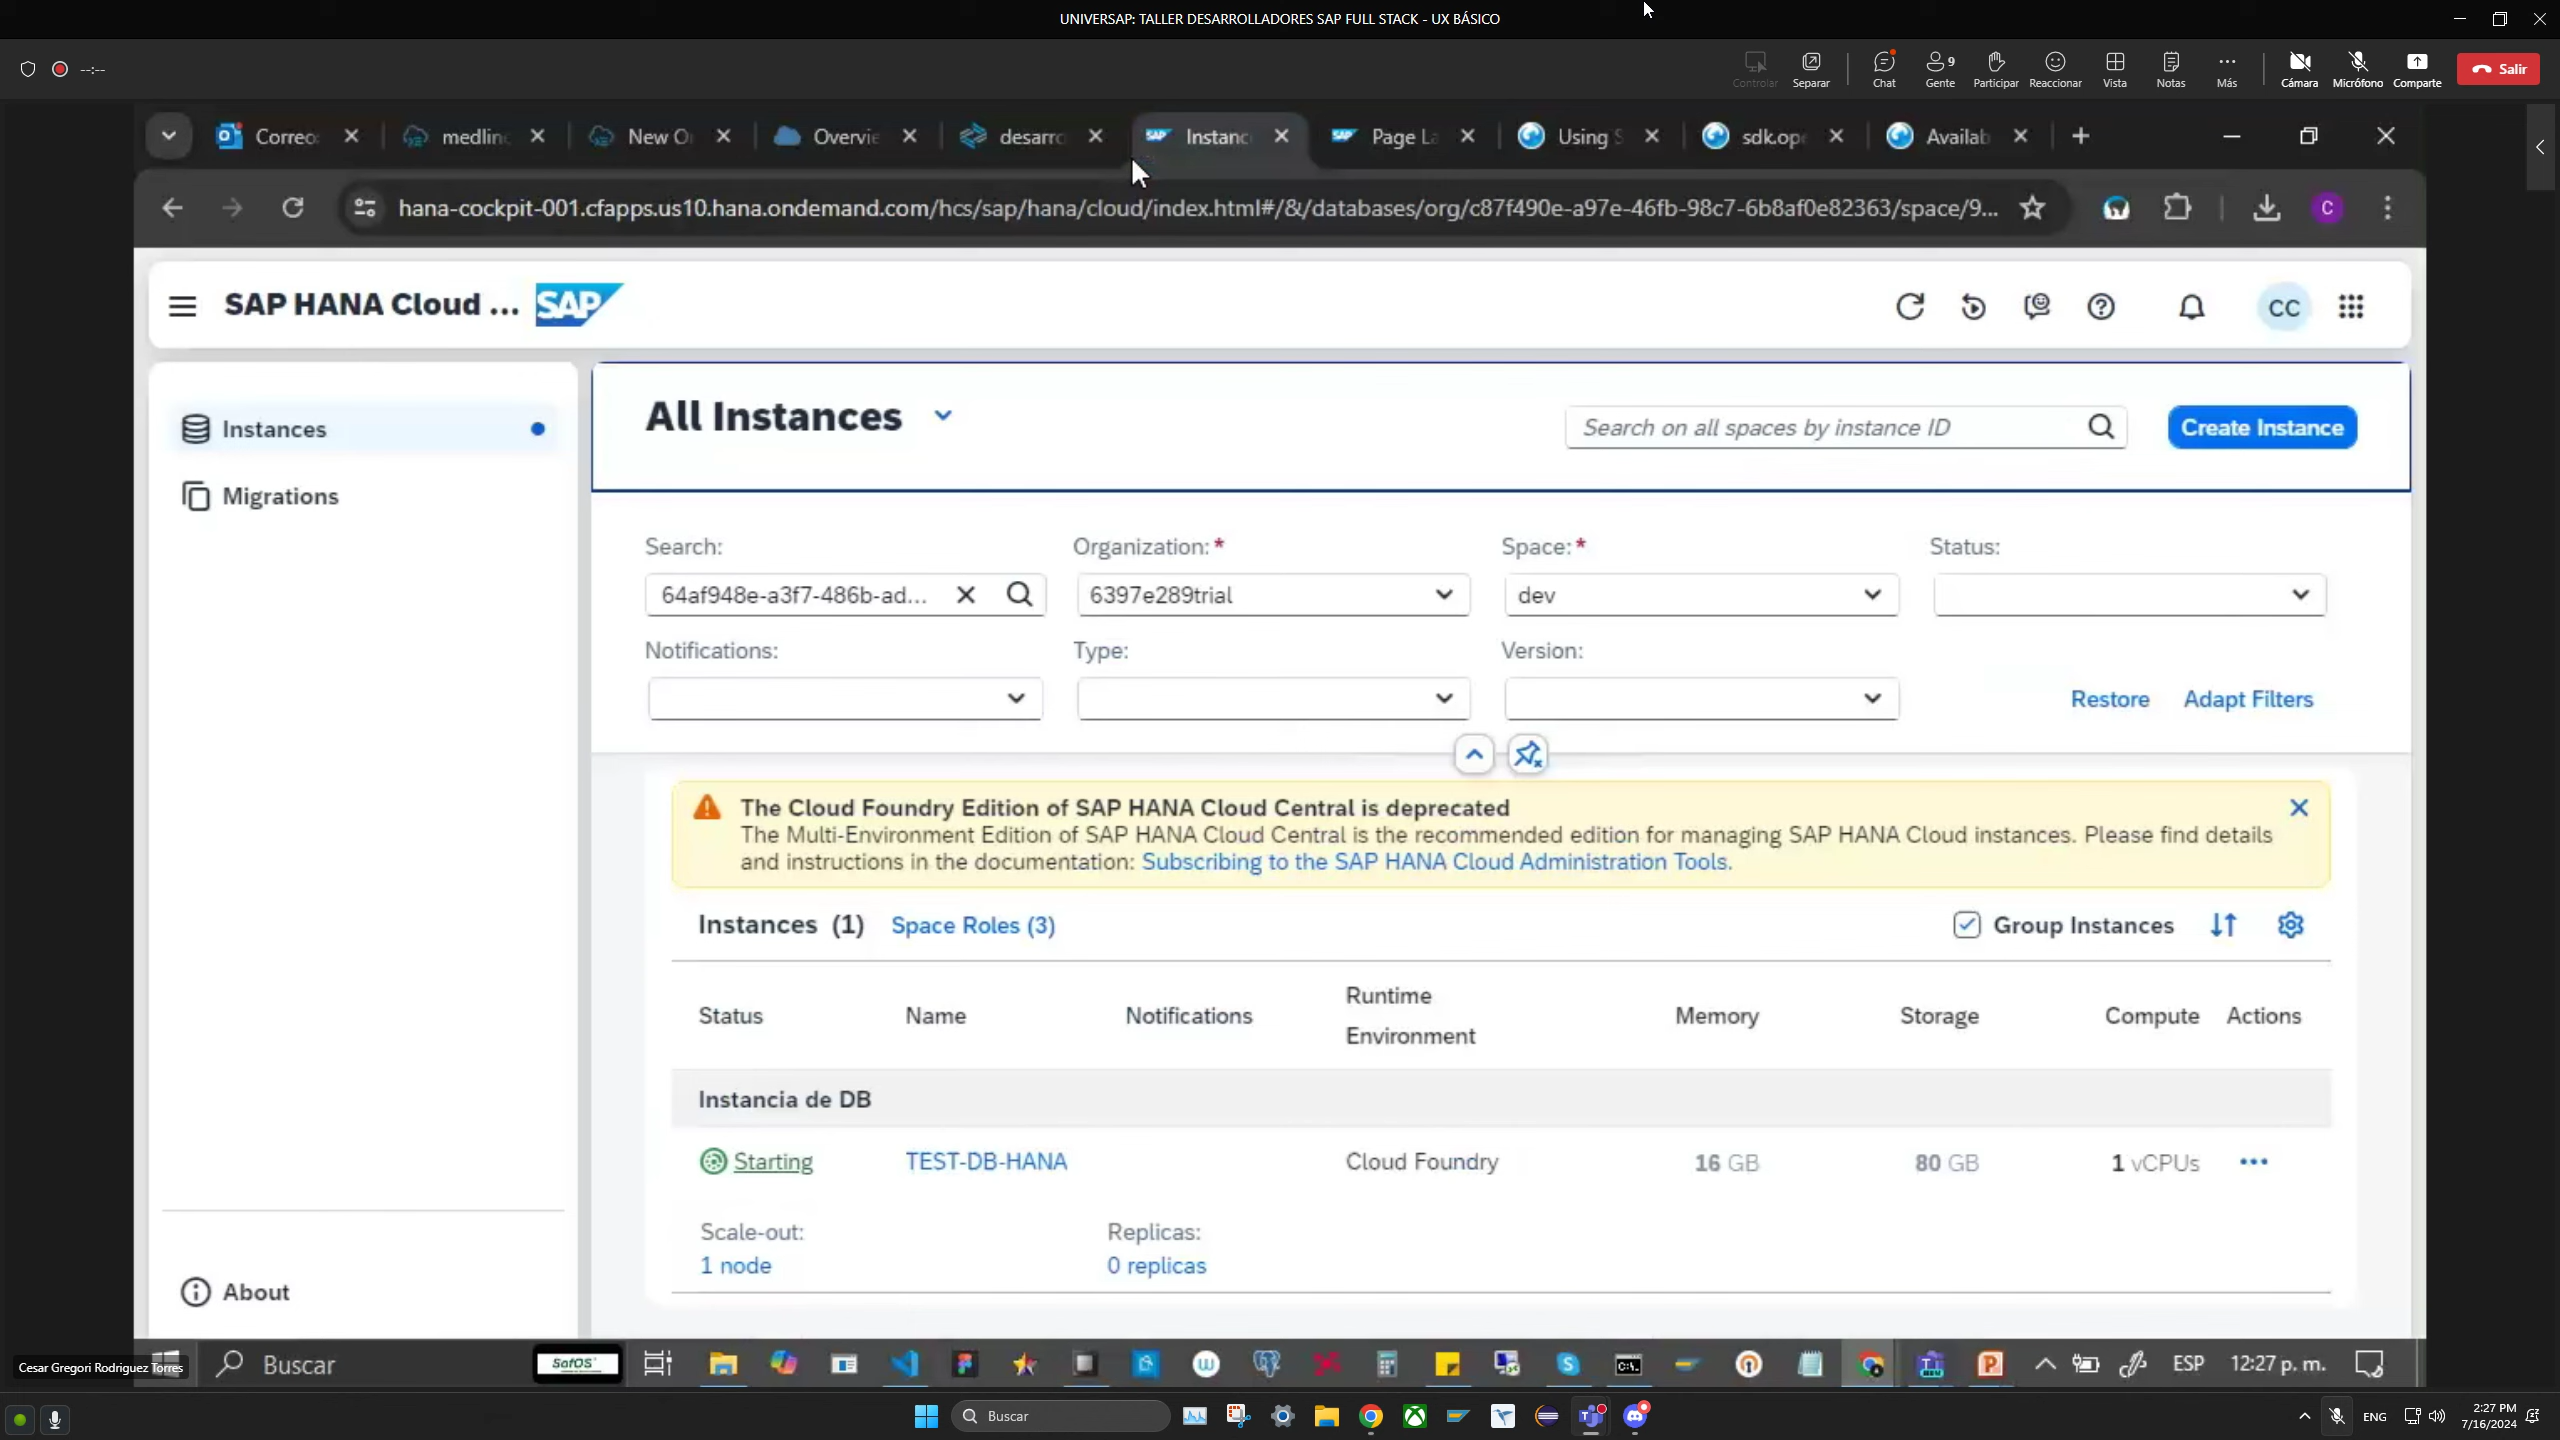 UNIVERSAP: TALLER DESARROLLADORES SAP FULL STACK - UX BÁSICO
--:--
Controlar
Separar
Chat
9
Gente
Participar
Reaccionar
Vista
Notas
Más
Cámara
Micrófono
Comparte
Salir
Correo
medline
New O
Overvie
desarro
Instanc
Page La
Using S
sdk.op
Availab
hana-cockpit-001.cfapps.us10.hana.ondemand.com/hcs/sap/hana/cloud/index.html#/&/databases/org/c87f490e-a97e-46fb-98c7-6b8af0e82363/space/9...
C
SAP HANA Cloud ...
SAP
CC
Instances
Migrations
About
All Instances
Search on all spaces by instance ID
Create Instance
Search:
Organization:*
Space:*
Status:
64af948e-a3f7-486b-ad...
6397e289trial
dev
Notifications:
Type:
Version:
Restore
Adapt Filters
The Cloud Foundry Edition of SAP HANA Cloud Central is deprecated
The Multi-Environment Edition of SAP HANA Cloud Central is the recommended edition for managing SAP HANA Cloud instances. Please find details
and instructions in the documentation: Subscribing to the SAP HANA Cloud Administration Tools.
Instances (1)
Space Roles (3)
Group Instances
Status
Name
Notifications
Runtime
Environment
Memory
Storage
Compute
Actions
Instancia de DB
Starting
TEST-DB-HANA
Cloud Foundry
16 GB
80 GB
1 vCPUs
Scale-out:
1 node
Replicas:
0 replicas
Cesar Gregori Rodriguez Torres
Buscar
SofOS
ESP
12:27 p. m.
Buscar
ENG
2:27 PM
7/16/2024